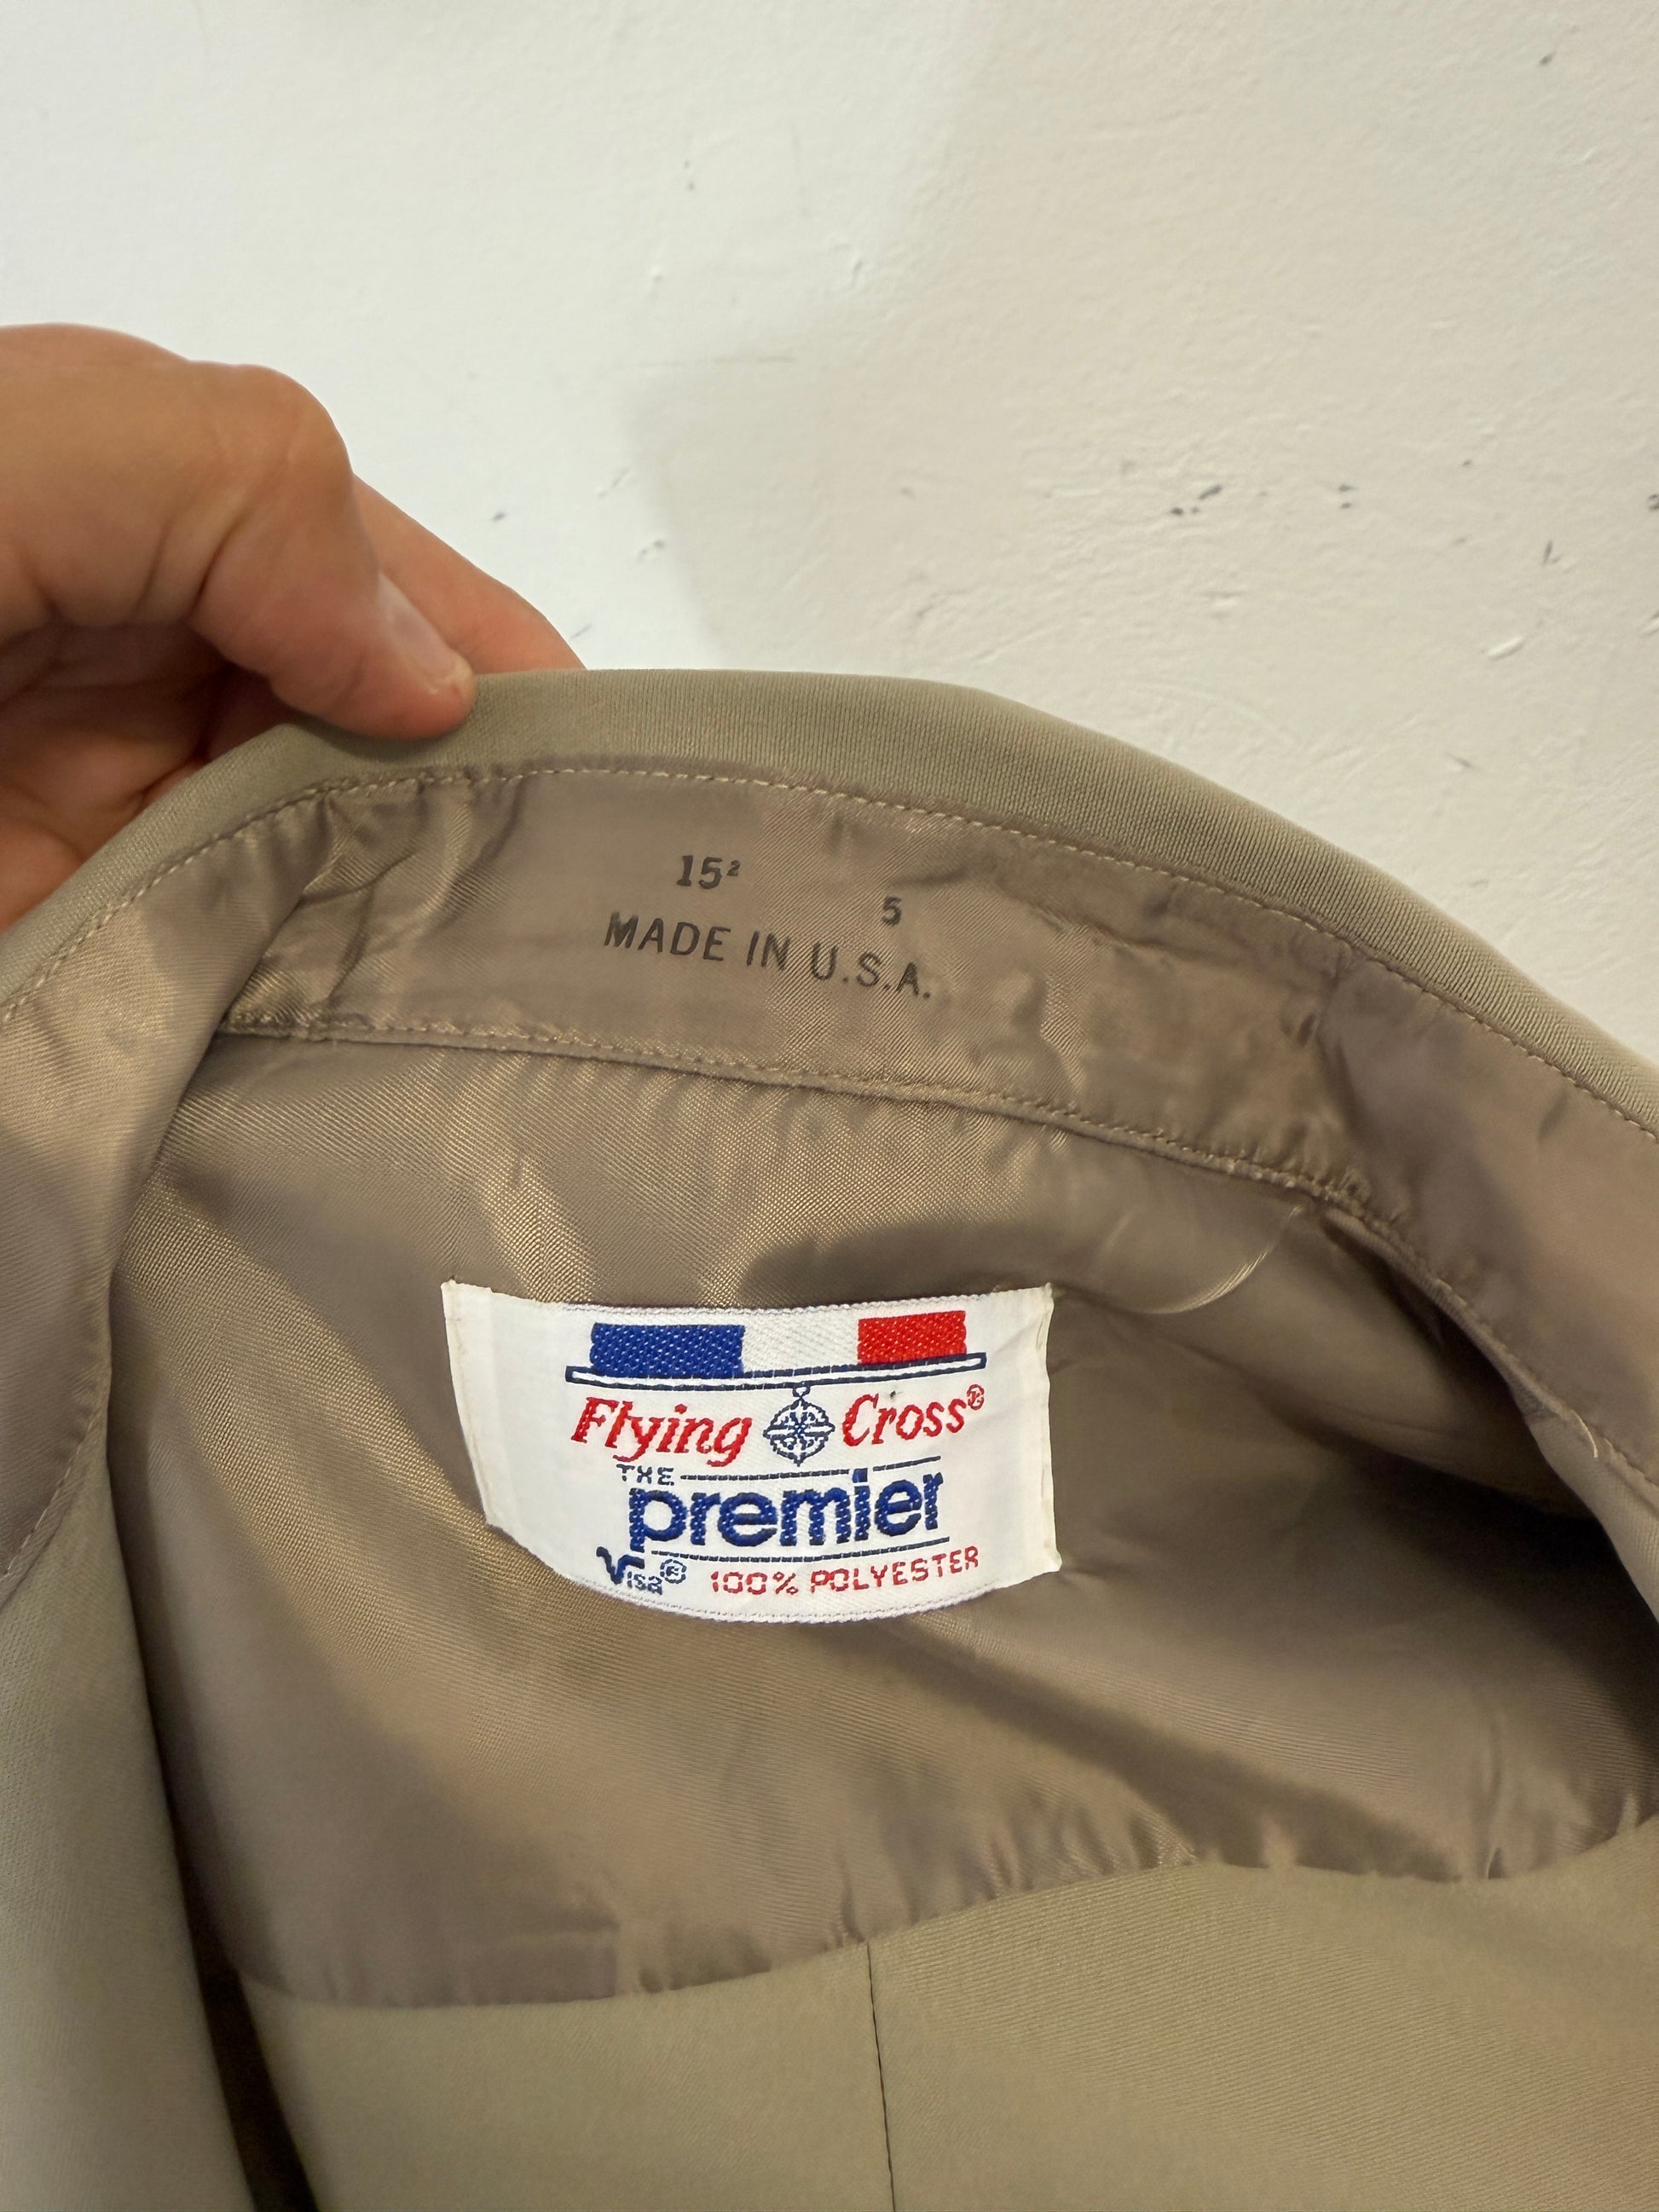 15² 5
MADE IN U.S.A.
Flying Cross®
THE
premier
Visa® 100% POLYESTER